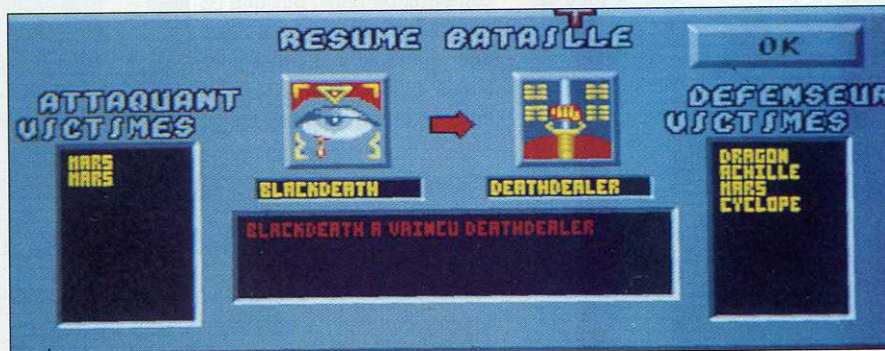 RESUME BATAILLE
OK
ATTAQUANT
VICTIMES
MARS
MARS
BLACKDEATH
DEATHDEALER
BLACKDEATH A VAINCU DEATHDEALER
DEFENSEUR
VICTIMES
DRAGON
ACHILLE
MARS
CYCLOPE